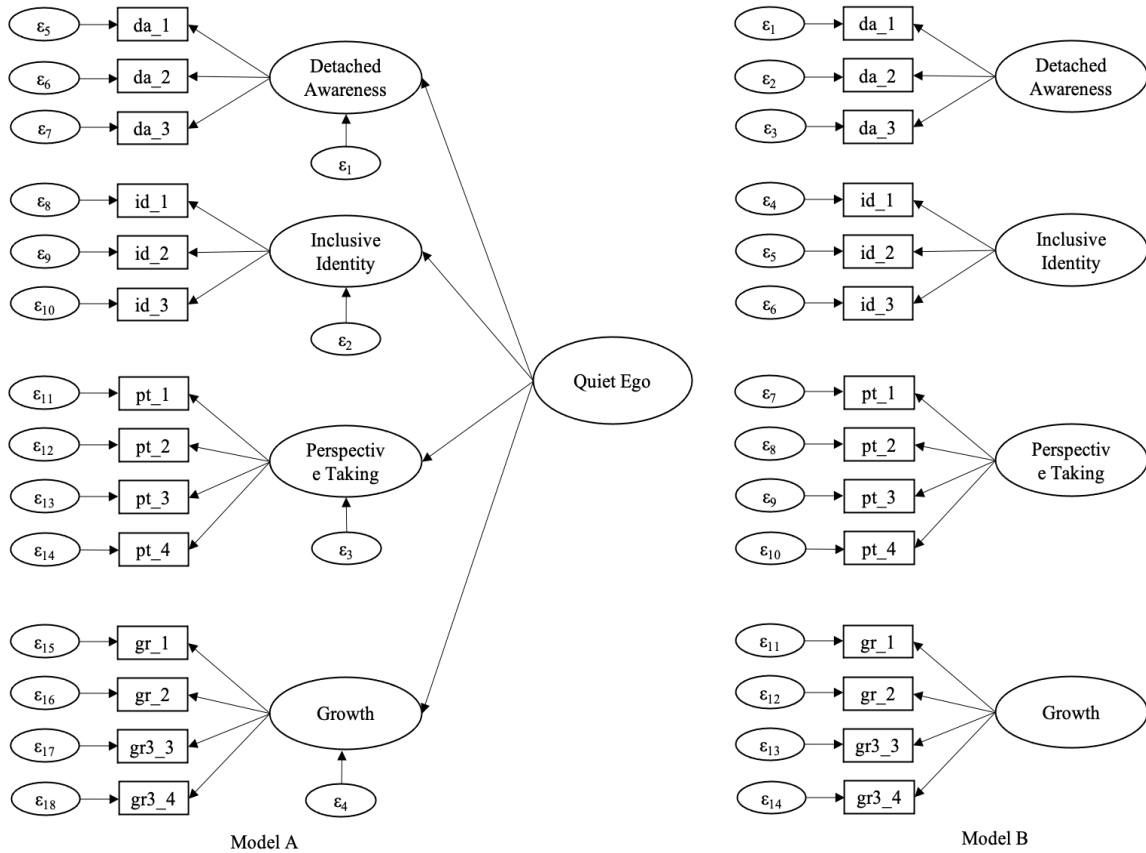 ε5
da_1
ε6
da_2
ε7
da_3
Detached
Awareness
ε1
ε8
id_1
ε9
id_2
ε10
id_3
Inclusive
Identity
ε2
ε11
pt_1
ε12
pt_2
ε13
pt_3
ε14
pt_4
Perspectiv
e Taking
ε3
ε15
gr_1
ε16
gr_2
ε17
gr3_3
ε18
gr3_4
Growth
ε4
Quiet Ego
Model A
ε1
da_1
ε2
da_2
ε3
da_3
Detached
Awareness
ε4
id_1
ε5
id_2
ε6
id_3
Inclusive
Identity
ε7
pt_1
ε8
pt_2
ε9
pt_3
ε10
pt_4
Perspectiv
e Taking
ε11
gr_1
ε12
gr_2
ε13
gr3_3
ε14
gr3_4
Growth
Model B